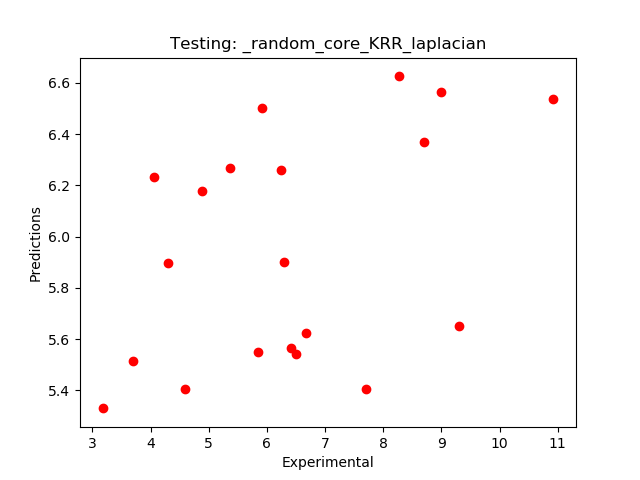 Testing: _random_core_KRR_laplacian
6.6
6.4
6.2
6.0
5.8
5.6
5.4
Predictions
3 4 5 6 7 8 9 10 11
Experimental